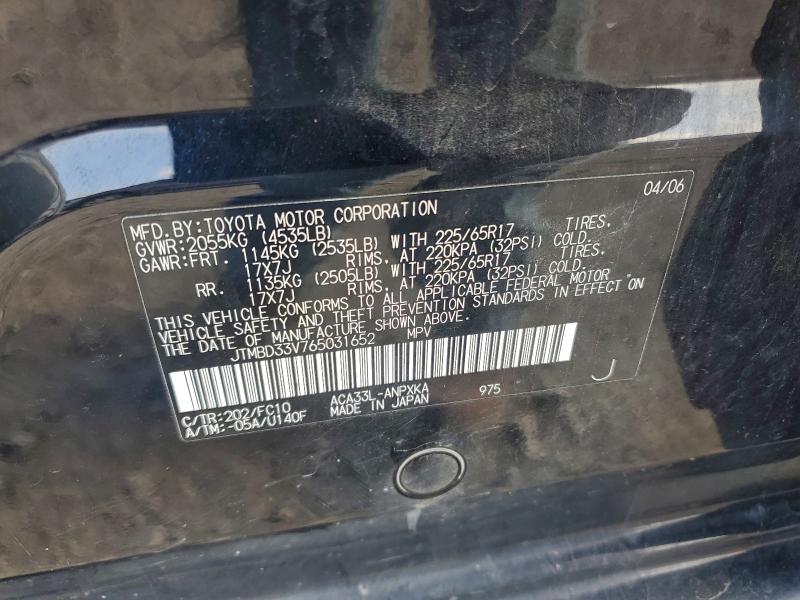 04/06
MFD.BY:TOYOTA MOTOR CORPORATION
GVWR:2055KG (4535LB)
GAWR:FRT. 1145KG (2535LB) WITH 225/65R17 TIRES,
17X7J RIMS, AT 220KPA (32PSI) COLD.
RR. 1135KG (2505LB) WITH 225/65R17 TIRES,
17X7J RIMS, AT 220KPA (32PSI) COLD.
THIS VEHICLE CONFORMS TO ALL APPLICABLE FEDERAL MOTOR
VEHICLE SAFETY AND THEFT PREVENTION STANDARDS IN EFFECT ON
THE DATE OF MANUFACTURE SHOWN ABOVE.
JTMBD33V765031652 MPV
C/TR:202/FC10 ACA33L-ANPXKA 975
A/TM:-05A/U140F MADE IN JAPAN
J